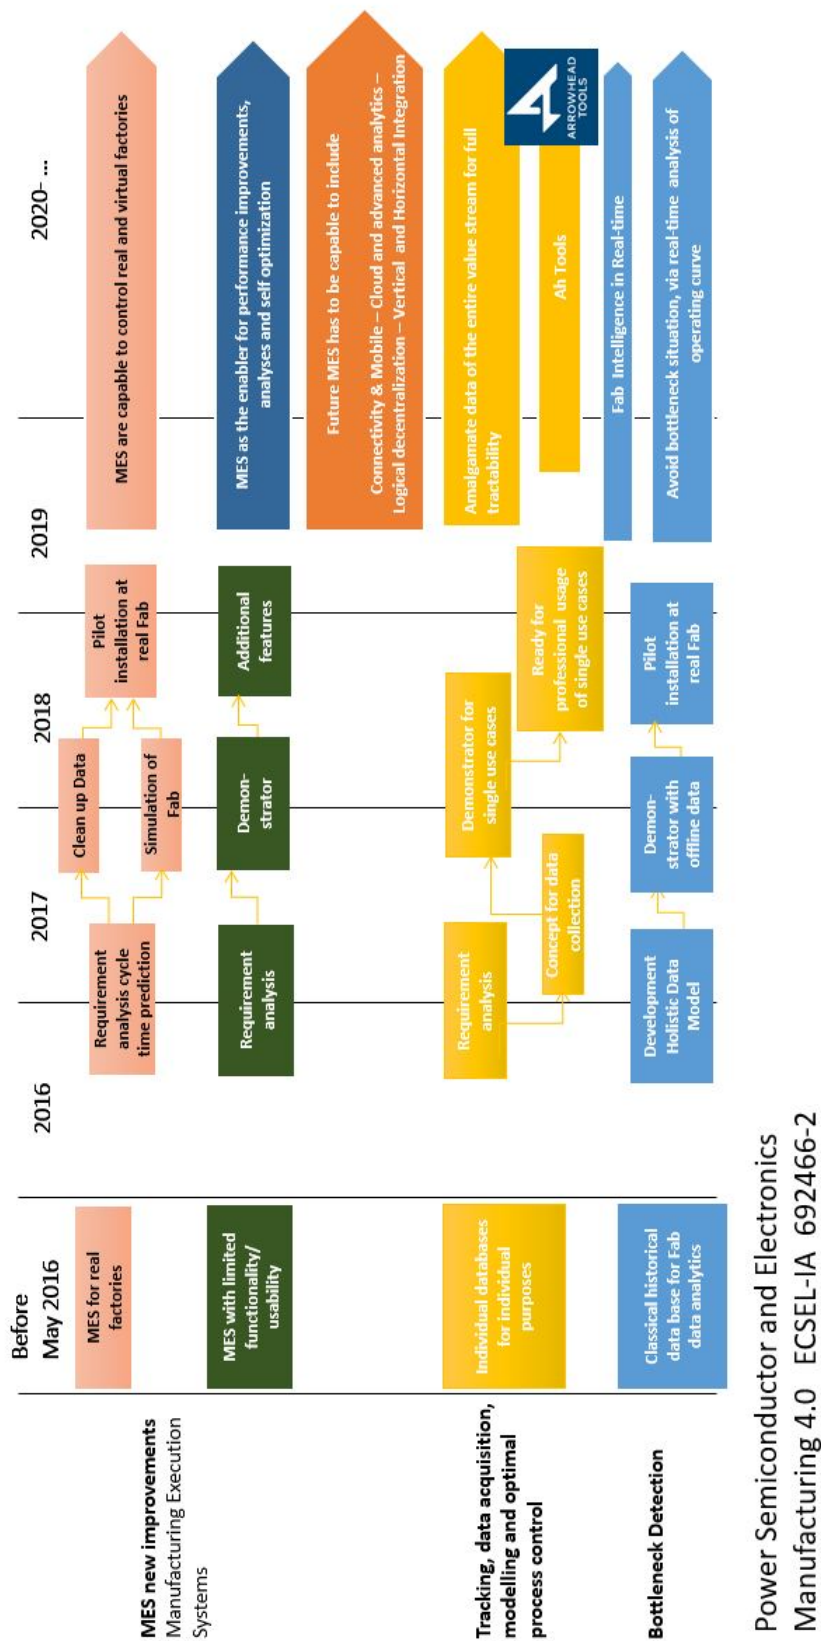 Before
May 2016
2016
2017
2018
2019
2020- ...
MES new improvements
Manufacturing Execution
Systems
MES for real
factories
Requirement
analysis cycle
time prediction
Clean up Data
Simulation of
Fab
Pilot
installation at
real Fab
MES are capable to control real and virtual factories
MES with limited
functionality/
usability
Requirement
analysis
Demon-
strator
Additional
features
MES as the enabler for performance improvements,
analyses and self optimization
Future MES has to be capable to include
Connectivity & Mobile – Cloud and advanced analytics –
Logical decentralization – Vertical and Horizontal Integration
Tracking, data acquisition,
modelling and optimal
process control
Individual databases
for individual
purposes
Requirement
analysis
Concept for data
collection
Demonstrator for
single use cases
Ready for
professional usage
of single use cases
Amalgamate data of the entire value stream for full
tractability
Ah Tools
ARROWHEAD
TOOLS
Bottleneck Detection
Classical historical
data base for Fab
data analytics
Development
Holistic Data
Model
Demon-
strator with
offline data
Pilot
installation at
real Fab
Fab Intelligence in Real-time
Avoid bottleneck situation, via real-time analysis of
operating curve
Power Semiconductor and Electronics
Manufacturing 4.0 ECSEL-IA 692466-2